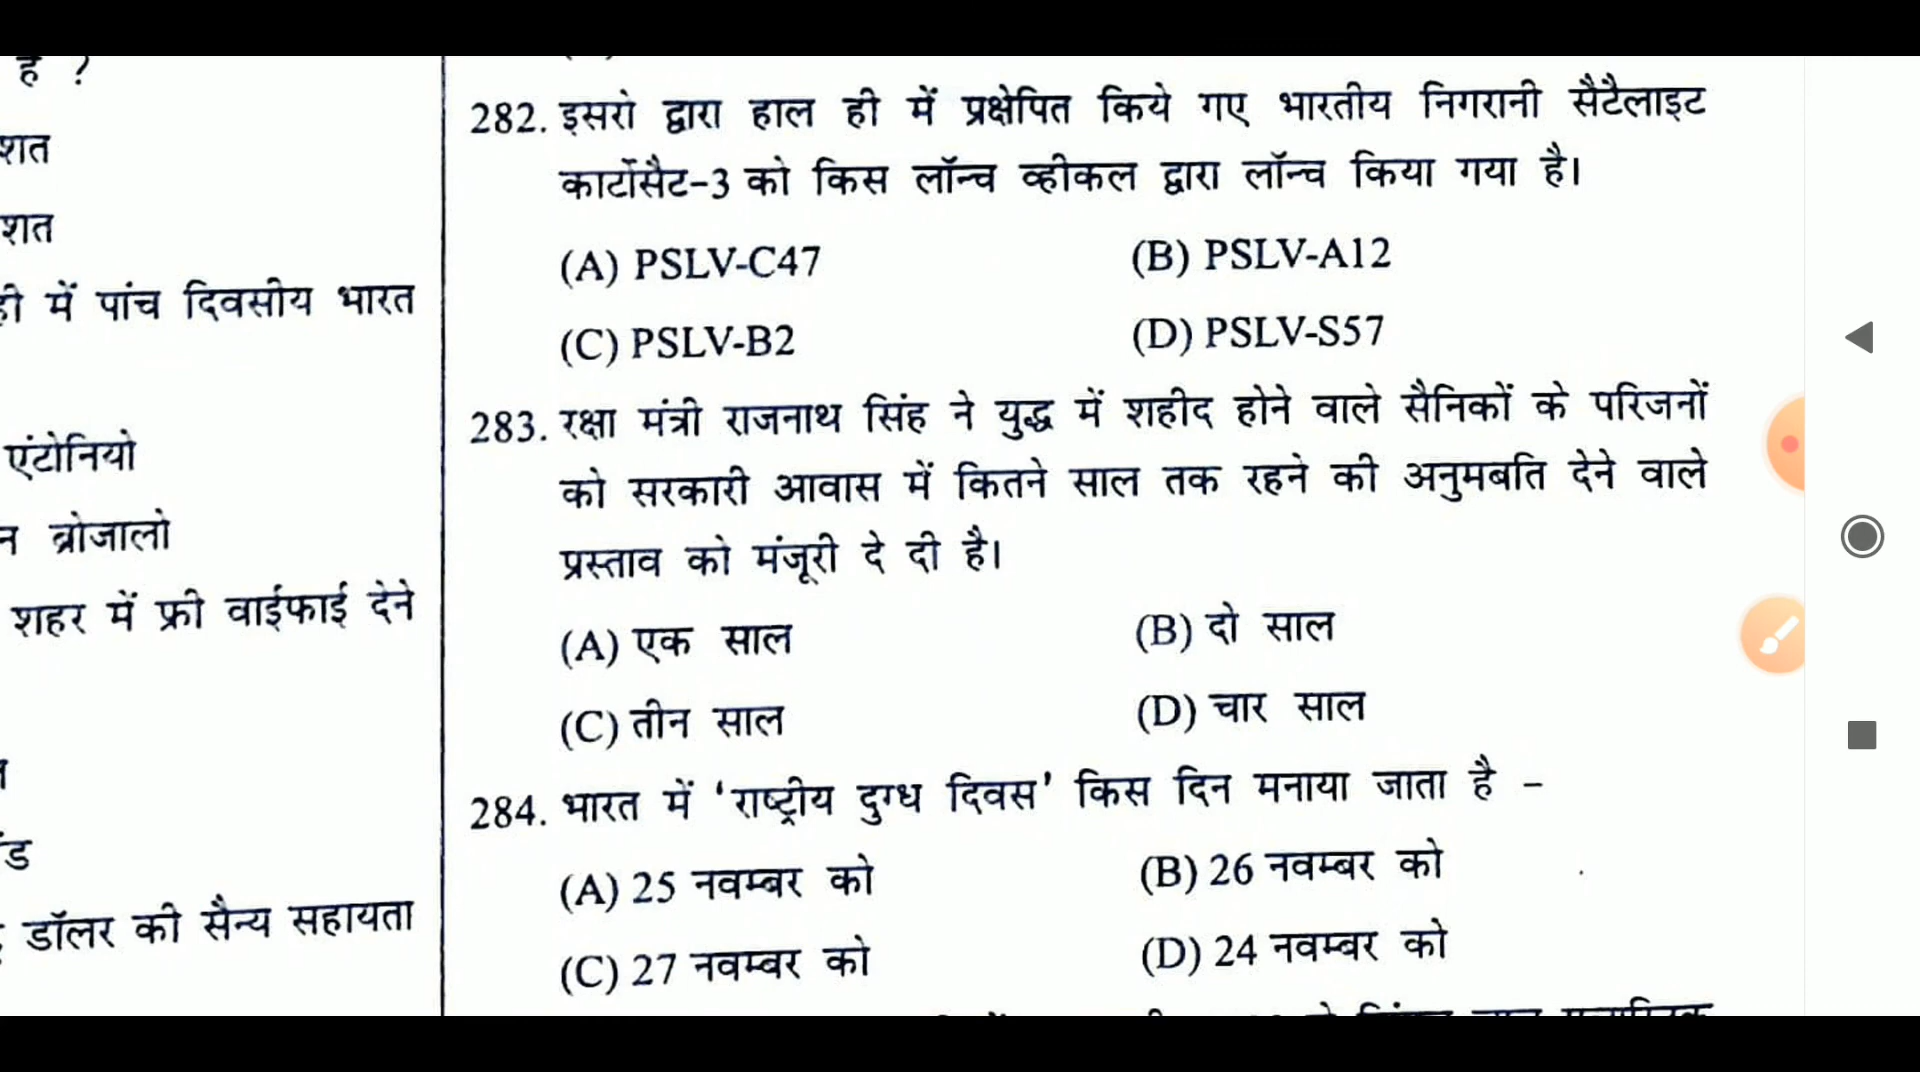 है ?
शत
शत
ही में पांच दिवसीय भारत
एंटोनियो
न ब्रोजालो
शहर में फ्री वाईफाई देने
ंड
डॉलर की सैन्य सहायता
282. इसरो द्वारा हाल ही में प्रक्षेपित किये गए भारतीय निगरानी सैटैलाइट
कार्टोसैट-3 को किस लॉन्च व्हीकल द्वारा लॉन्च किया गया है।
(A) PSLV-C47 (B) PSLV-A12
(C) PSLV-B2 (D) PSLV-S57
283. रक्षा मंत्री राजनाथ सिंह ने युद्ध में शहीद होने वाले सैनिकों के परिजनों
को सरकारी आवास में कितने साल तक रहने की अनुमबति देने वाले
प्रस्ताव को मंजूरी दे दी है।
(A) एक साल (B) दो साल
(C) तीन साल (D) चार साल
284. भारत में ‘राष्ट्रीय दुग्ध दिवस’ किस दिन मनाया जाता है -
(A) 25 नवम्बर को (B) 26 नवम्बर को
(C) 27 नवम्बर को (D) 24 नवम्बर को